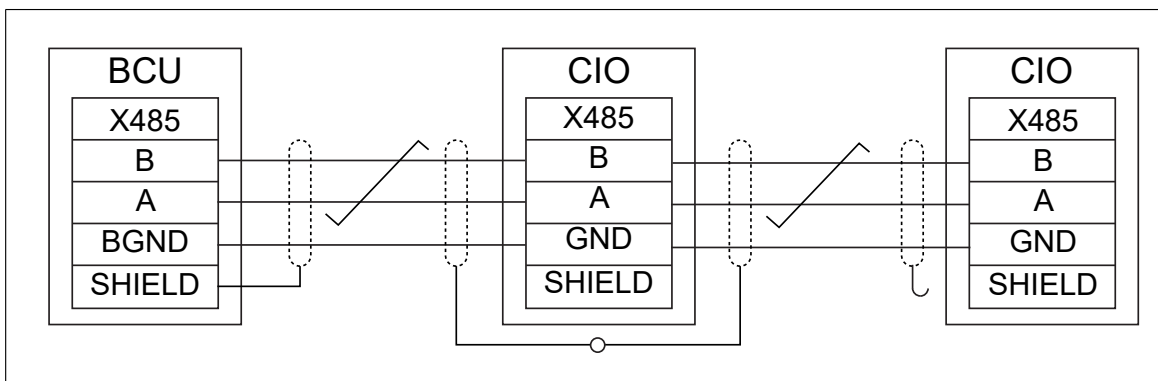 BCU
X485
B
A
BGND
SHIELD
CIO
X485
B
A
GND
SHIELD
CIO
X485
B
A
GND
SHIELD